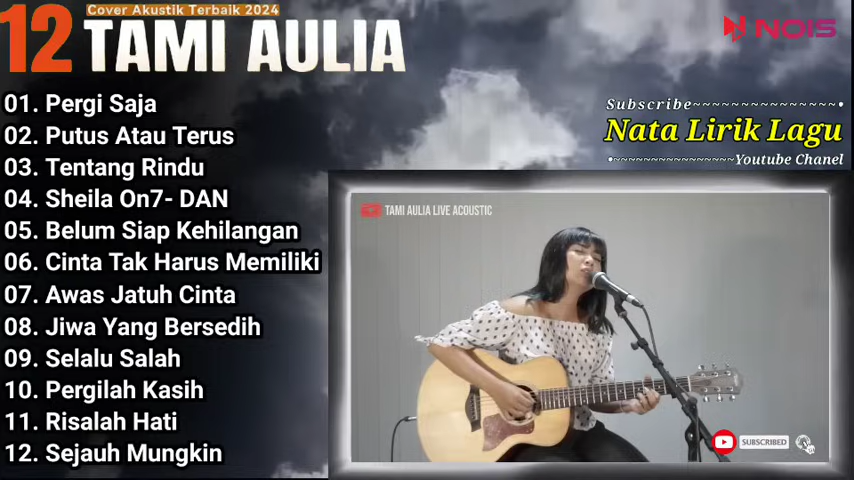 12
Cover Akustik Terbaik 2024
TAMI AULIA
NOIS
01. Pergi Saja
02. Putus Atau Terus
03. Tentang Rindu
04. Sheila On7- DAN
05. Belum Siap Kehilangan
06. Cinta Tak Harus Memiliki
07. Awas Jatuh Cinta
08. Jiwa Yang Bersedih
09. Selalu Salah
10. Pergilah Kasih
11. Risalah Hati
12. Sejauh Mungkin
Subscribe~~~~~~~~~~~~~~~•
Nata Lirik Lagu
•~~~~~~~~~~~~~~~~Youtube Chanel
TAMI AULIA LIVE ACOUSTIC
SUBSCRIBED